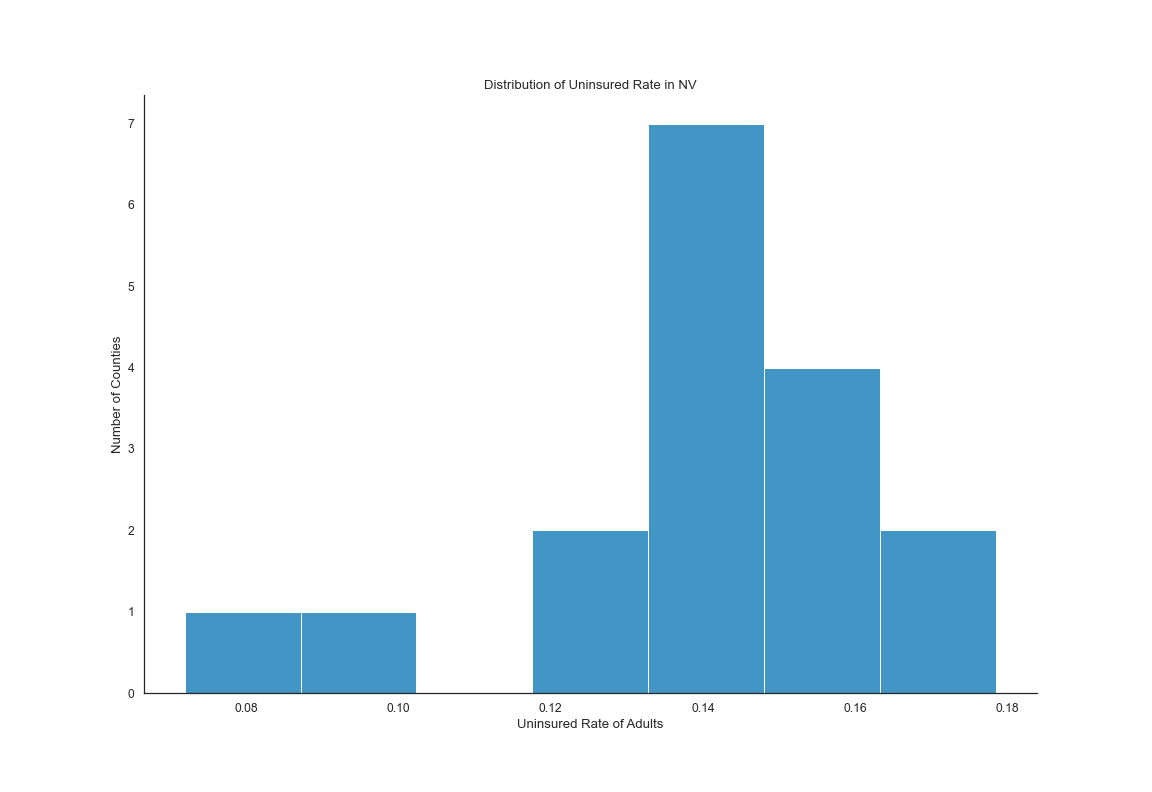 Distribution of Uninsured Rate in NV
7
6
5
4
3
2
1
0
Number of Counties
0.08 0.10 0.12 0.14 0.16 0.18
Uninsured Rate of Adults